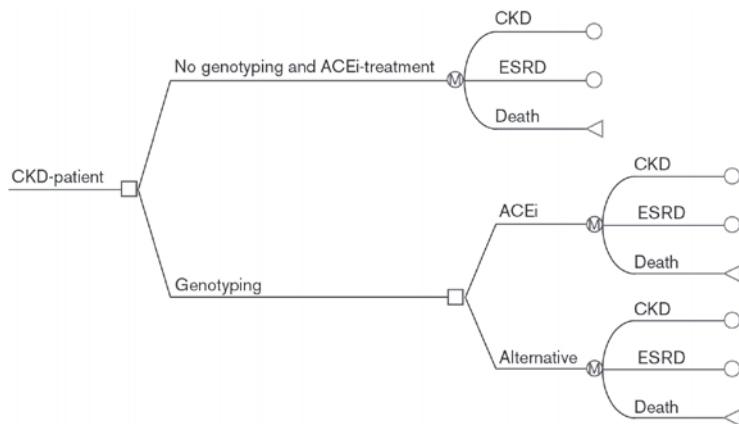 CKD
No genotyping and ACEi-treatment
M
ESRD
Death
CKD-patient
CKD
ACEi
M
ESRD
Death
Genotyping
CKD
Alternative
M
ESRD
Death